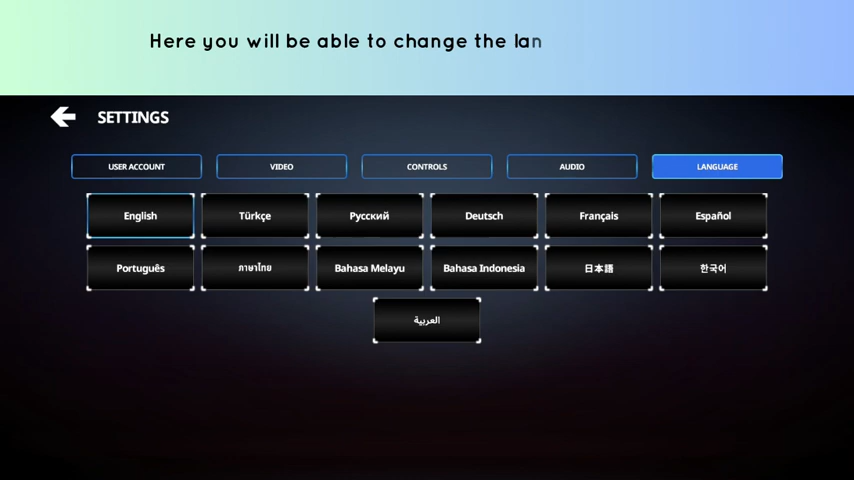 Here you will be able to change the lan
SETTINGS
USER ACCOUNT VIDEO CONTROLS AUDIO LANGUAGE
English Türkçe Русский Deutsch Français Español
Português ภาษาไทย Bahasa Melayu Bahasa Indonesia 日本語 한국어
العربية